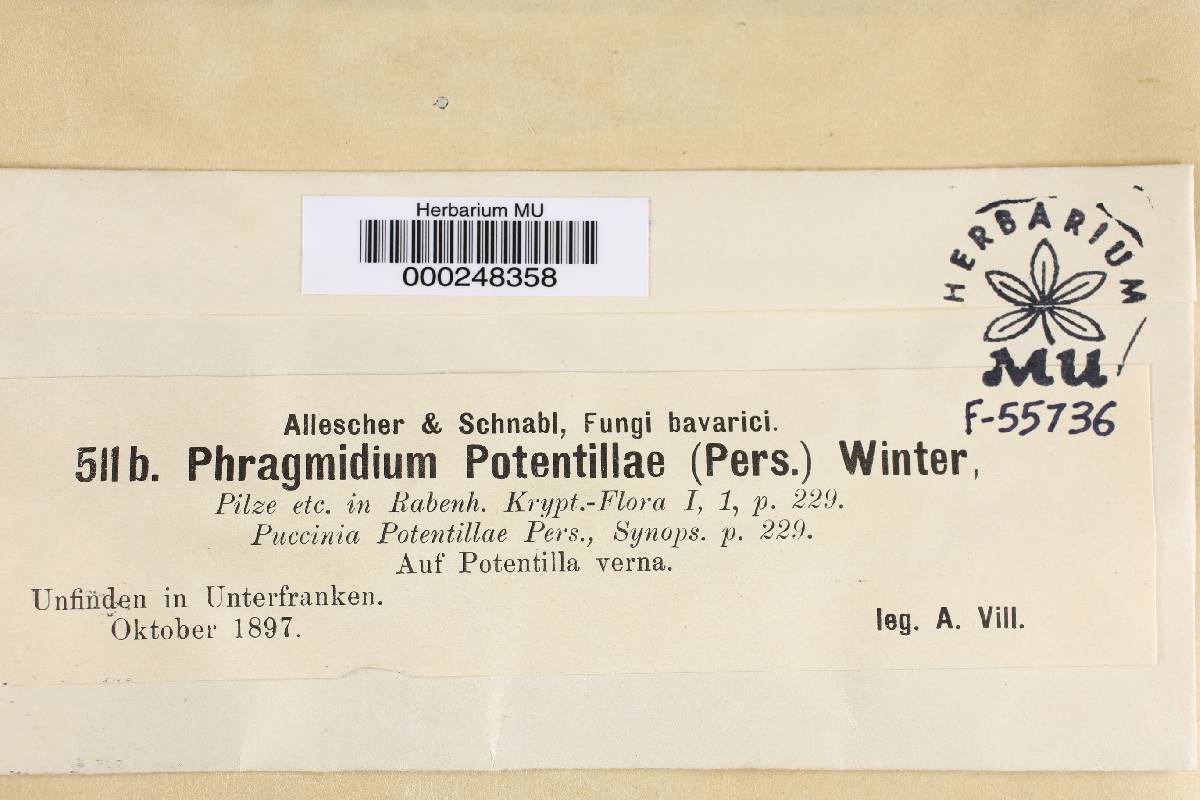 Herbarium MU
000248358
HERBARIUM
MU
F-55736
Allescher & Schnabl, Fungi bavarici.
511b. Phragmidium Potentillae (Pers.) Winter,
Pilze etc. in Rabenh. Krypt.-Flora I, 1, p. 229.
Puccinia Potentillae Pers., Synops. p. 229.
Auf Potentilla verna.
Unfinden in Unterfranken.
Oktober 1897.
leg. A. Vill.